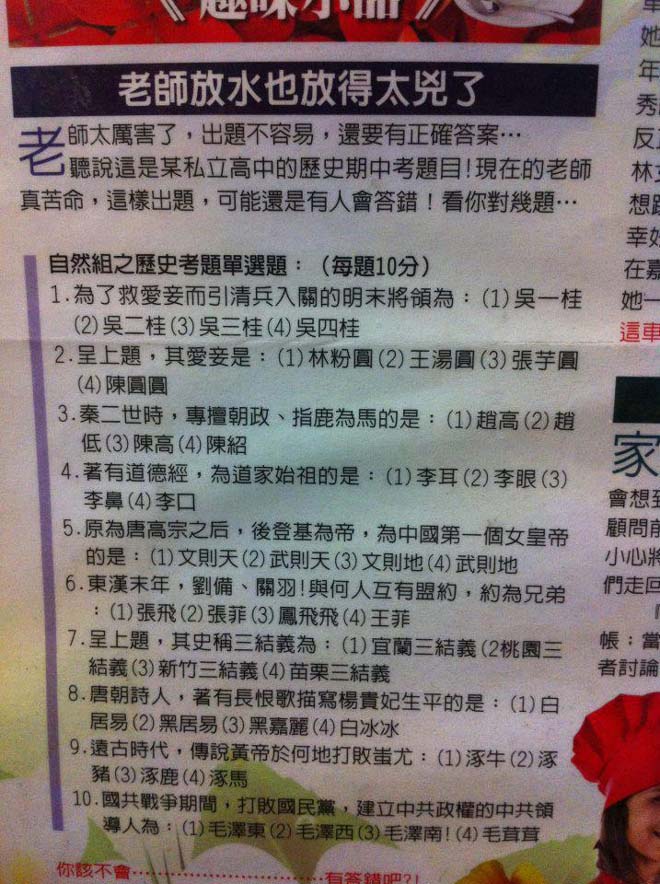 《趣味小品》
老師放水也放得太兇了
老師太厲害了，出題不容易，還要有正確答案…
聽說這是某私立高中的歷史期中考題目!現在的老師
真苦命，這樣出題，可能還是有人會答錯！看你對幾題…
自然組之歷史考題單選題：（每題10分）
1.為了救愛妾而引清兵入關的明末將領為：(1)吳一桂
(2)吳二桂(3)吳三桂(4)吳四桂
2.呈上題，其愛妾是：(1)林粉圓(2)王湯圓(3)張芋圓
(4)陳圓圓
3.秦二世時，專擅朝政、指鹿為馬的是：(1)趙高(2)趙
低(3)陳高(4)陳紹
4.著有道德經，為道家始祖的是：(1)李耳(2)李眼(3)
李鼻(4)李口
5.原為唐高宗之后，後登基為帝，為中國第一個女皇帝
的是：(1)文則天(2)武則天(3)文則地(4)武則地
6.東漢末年，劉備、關羽!與何人互有盟約，約為兄弟
：(1)張飛(2)張菲(3)鳳飛飛(4)王菲
7.呈上題，其史稱三結義為：(1)宜蘭三結義(2桃園三
結義(3)新竹三結義(4)苗栗三結義
8.唐朝詩人，著有長恨歌描寫楊貴妃生平的是：(1)白
居易(2)黑居易(3)黑嘉麗(4)白冰冰
9.遠古時代，傳說黃帝於何地打敗蚩尤：(1)涿牛(2)涿
豬(3)涿鹿(4)涿馬
10.國共戰爭期間，打敗國民黨，建立中共政權的中共領
導人為：(1)毛澤東(2)毛澤西(3)毛澤南!(4)毛茸茸
你該不會……………………有答錯吧?!
她
年
秀
反
林
想
幸好
在嘉
她一
這車
家
會想到
顧問前
小心將
們走回
帳：當
者討論